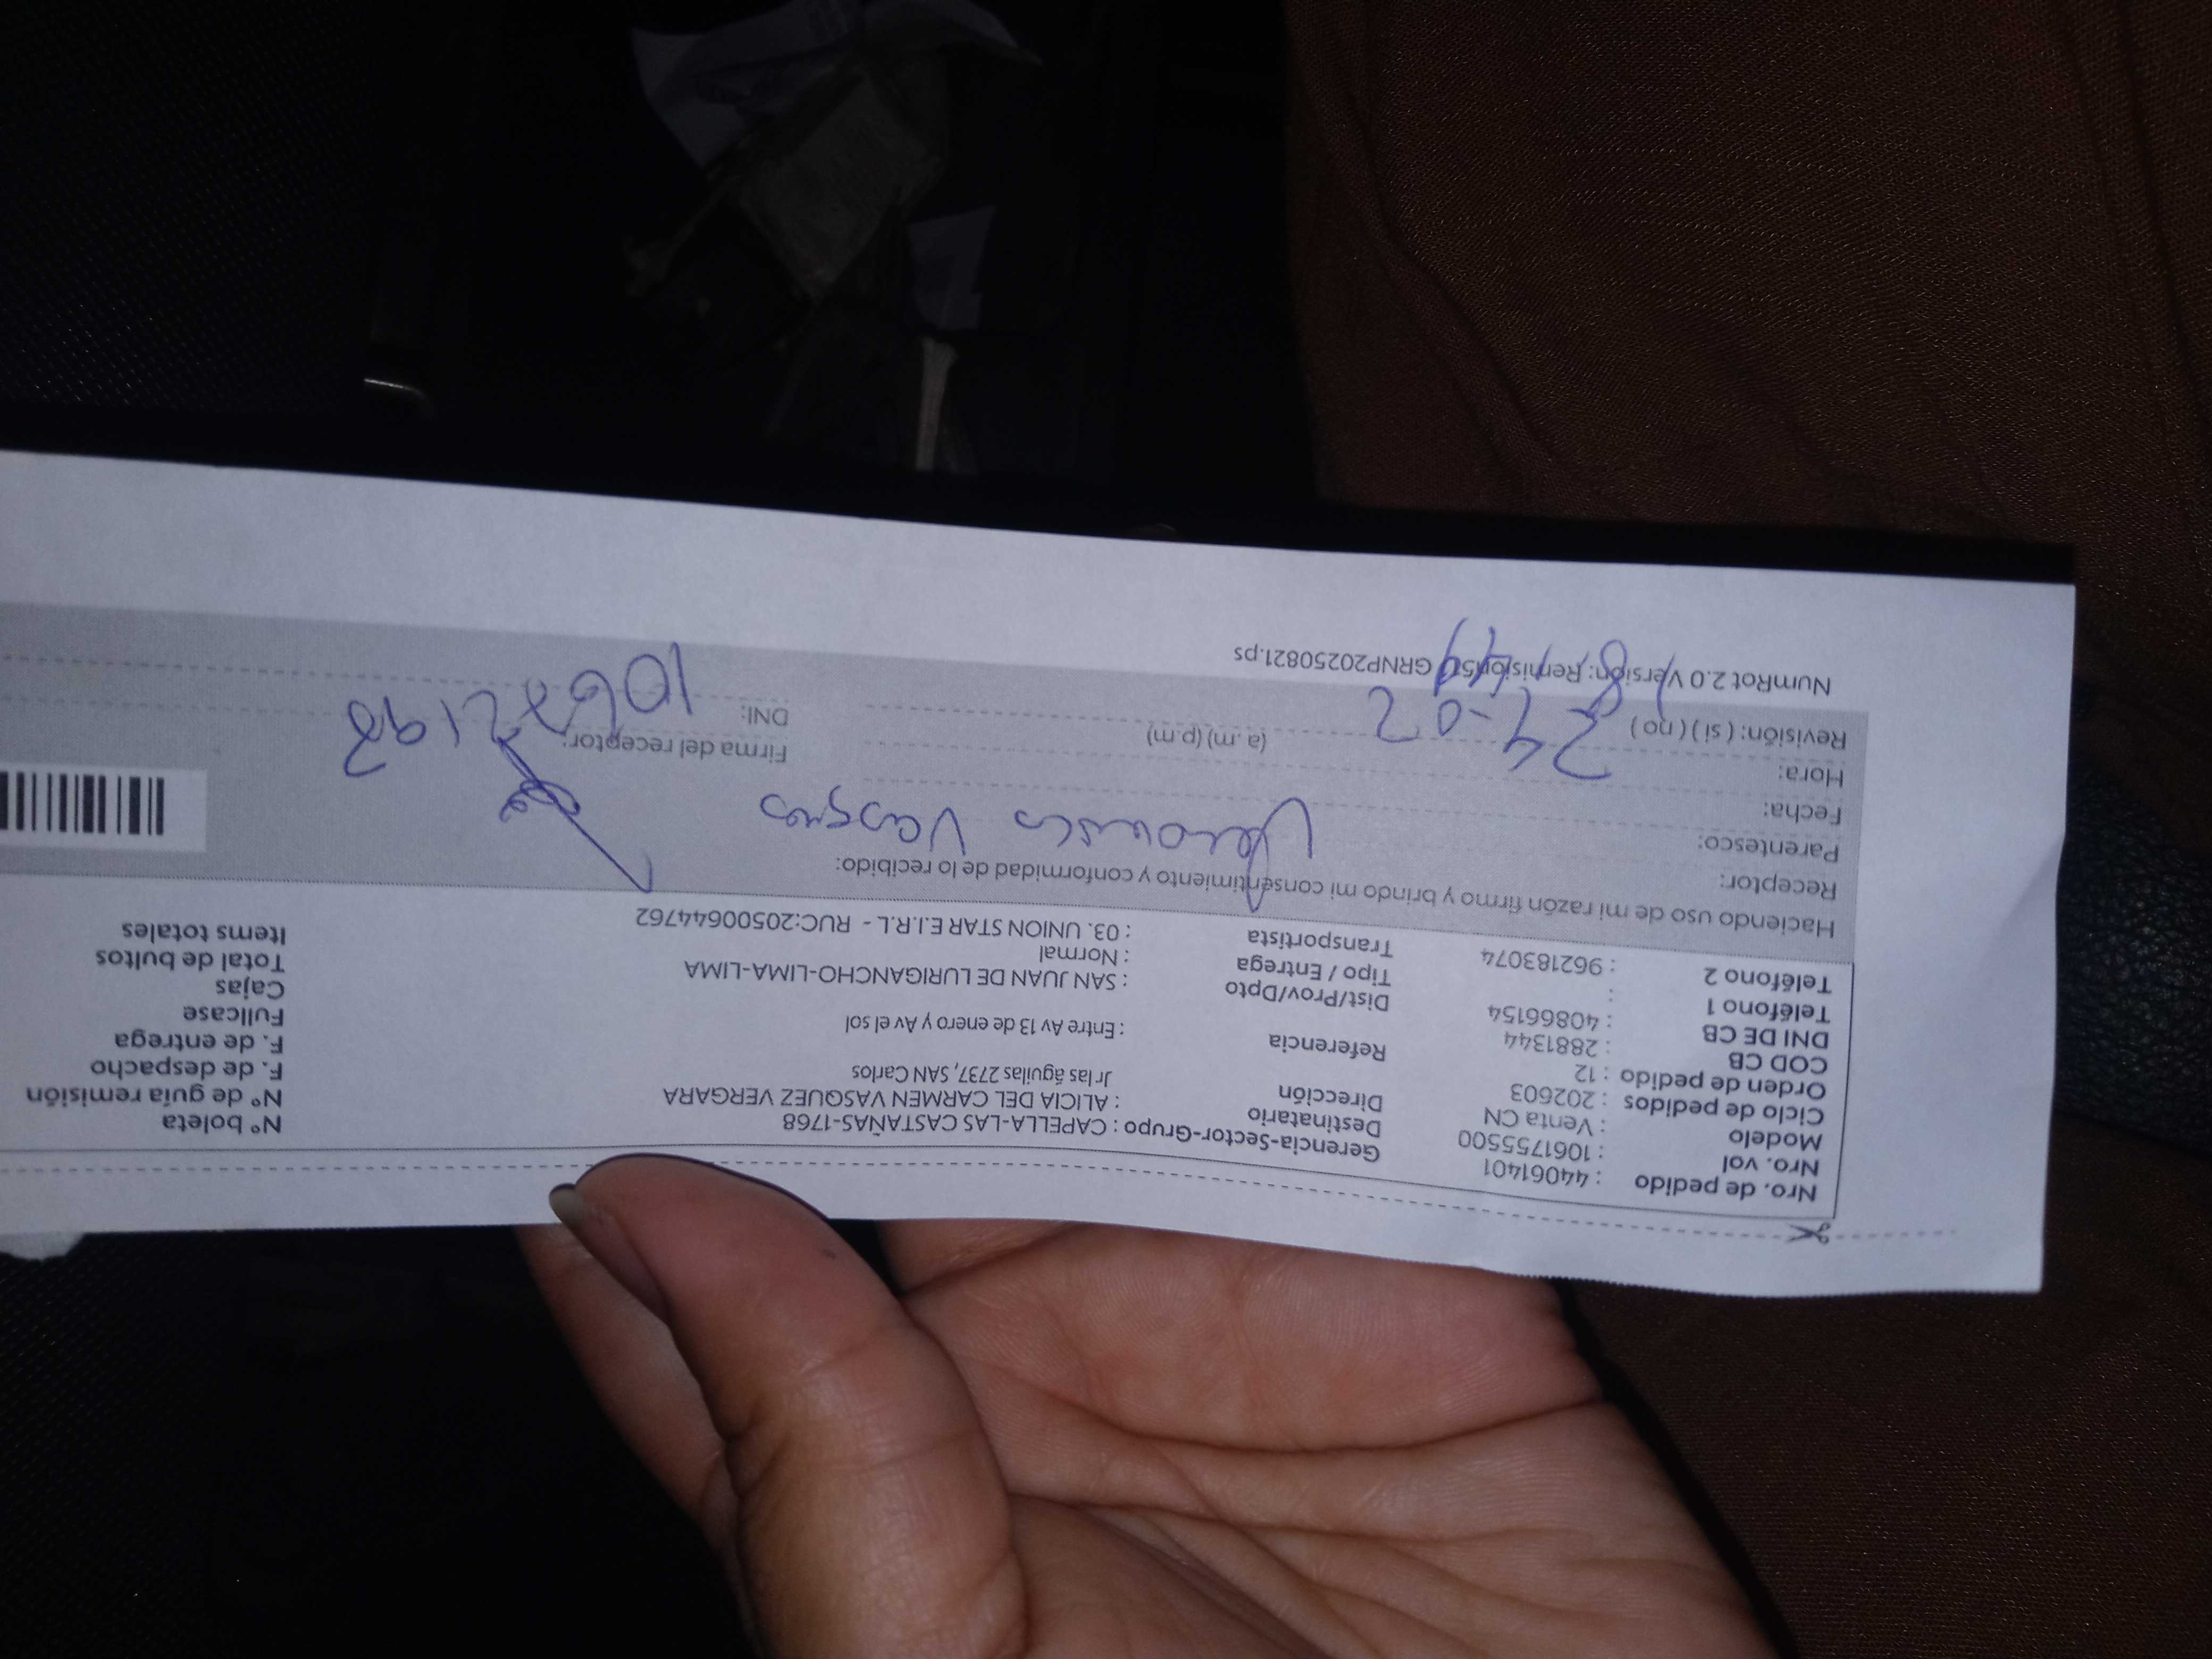 Nro. de pedido : 44061401
Nro. vol : 1061755500
Modelo : Venta CN
Ciclo de pedidos : 202603
Orden de pedido : 12
COD CB : 2881344
DNI DE CB : 40866154
Teléfono 1 :
Teléfono 2 : 962183074
Gerencia-Sector-Grupo : CAPELLA-LAS CASTAÑAS-1768
Destinatario : ALICIA DEL CARMEN VASQUEZ VERGARA
Dirección Jr las águilas 2737, SAN Carlos
Referencia : Entre Av 13 de enero y Av el sol
Dist/Prov/Dpto : SAN JUAN DE LURIGANCHO-LIMA-LIMA
Tipo / Entrega : Normal
Transportista : 03. UNION STAR E.I.R.L - RUC:20500644762
Nº boleta
Nº de guía remisión
F. de despacho
F. de entrega
Fullcase
Cajas
Total de bultos
Items totales
Haciendo uso de mi razón firmo y brindo mi consentimiento y conformidad de lo recibido:
Receptor:
Parentesco:
Fecha: 24-02
Hora: (a.m) (p.m)
Revisión: ( si ) ( no )
Firma del receptor:
DNI: 10672198
NumRot 2.0 Versión: Remision GRNP20250821.ps